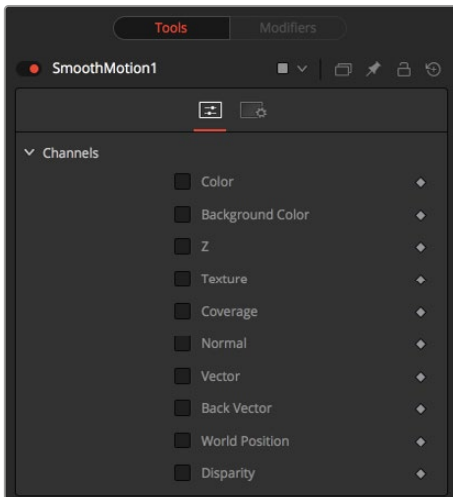 Tools
Modifiers
SmoothMotion1
Channels
Color
Background Color
Z
Texture
Coverage
Normal
Vector
Back Vector
World Position
Disparity